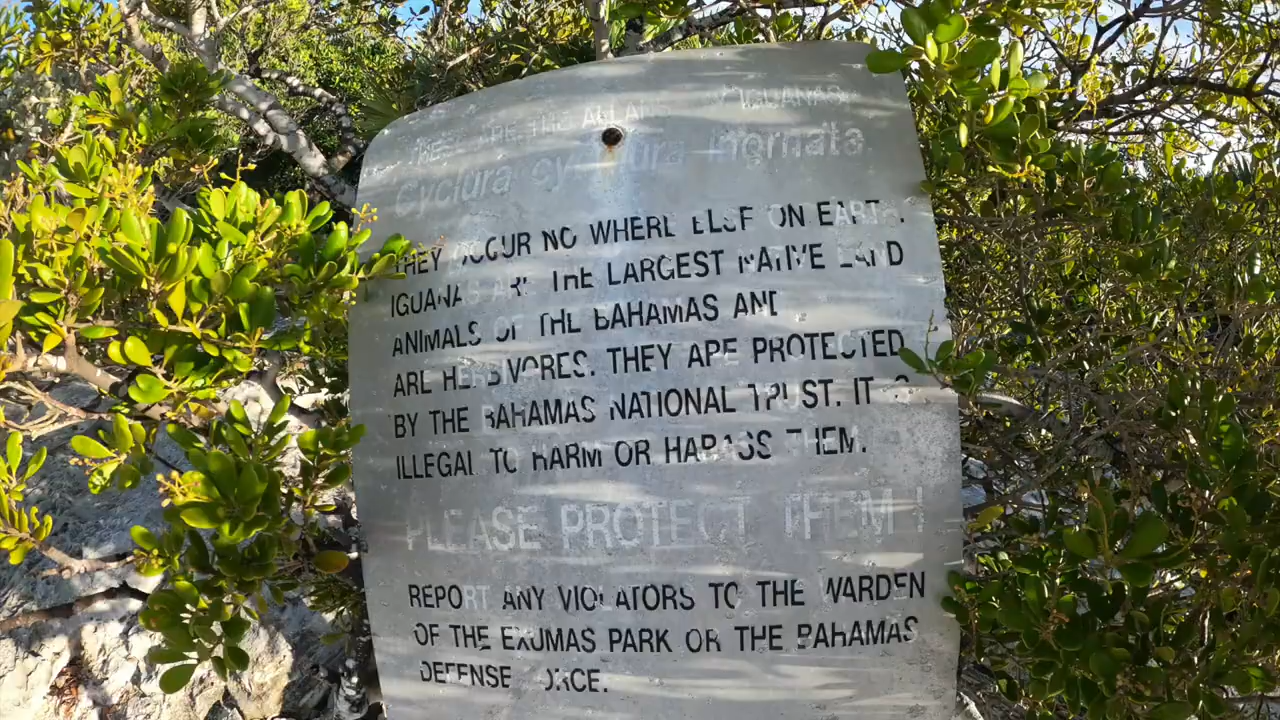 THESE ARE THE ALLAN IGUANAS
Cyclura cychlura inornata
THEY OCCUR NO WHERE ELSE ON EARTH.
IGUANAS ARE THE LARGEST NATIVE LAND
ANIMALS OF THE BAHAMAS AND
ARE HERBIVORES. THEY ARE PROTECTED
BY THE BAHAMAS NATIONAL TRUST. IT IS
ILLEGAL TO HARM OR HARASS THEM.
PLEASE PROTECT THEM!
REPORT ANY VIOLATORS TO THE WARDEN
OF THE EXUMAS PARK OR THE BAHAMAS
DEFENSE FORCE.